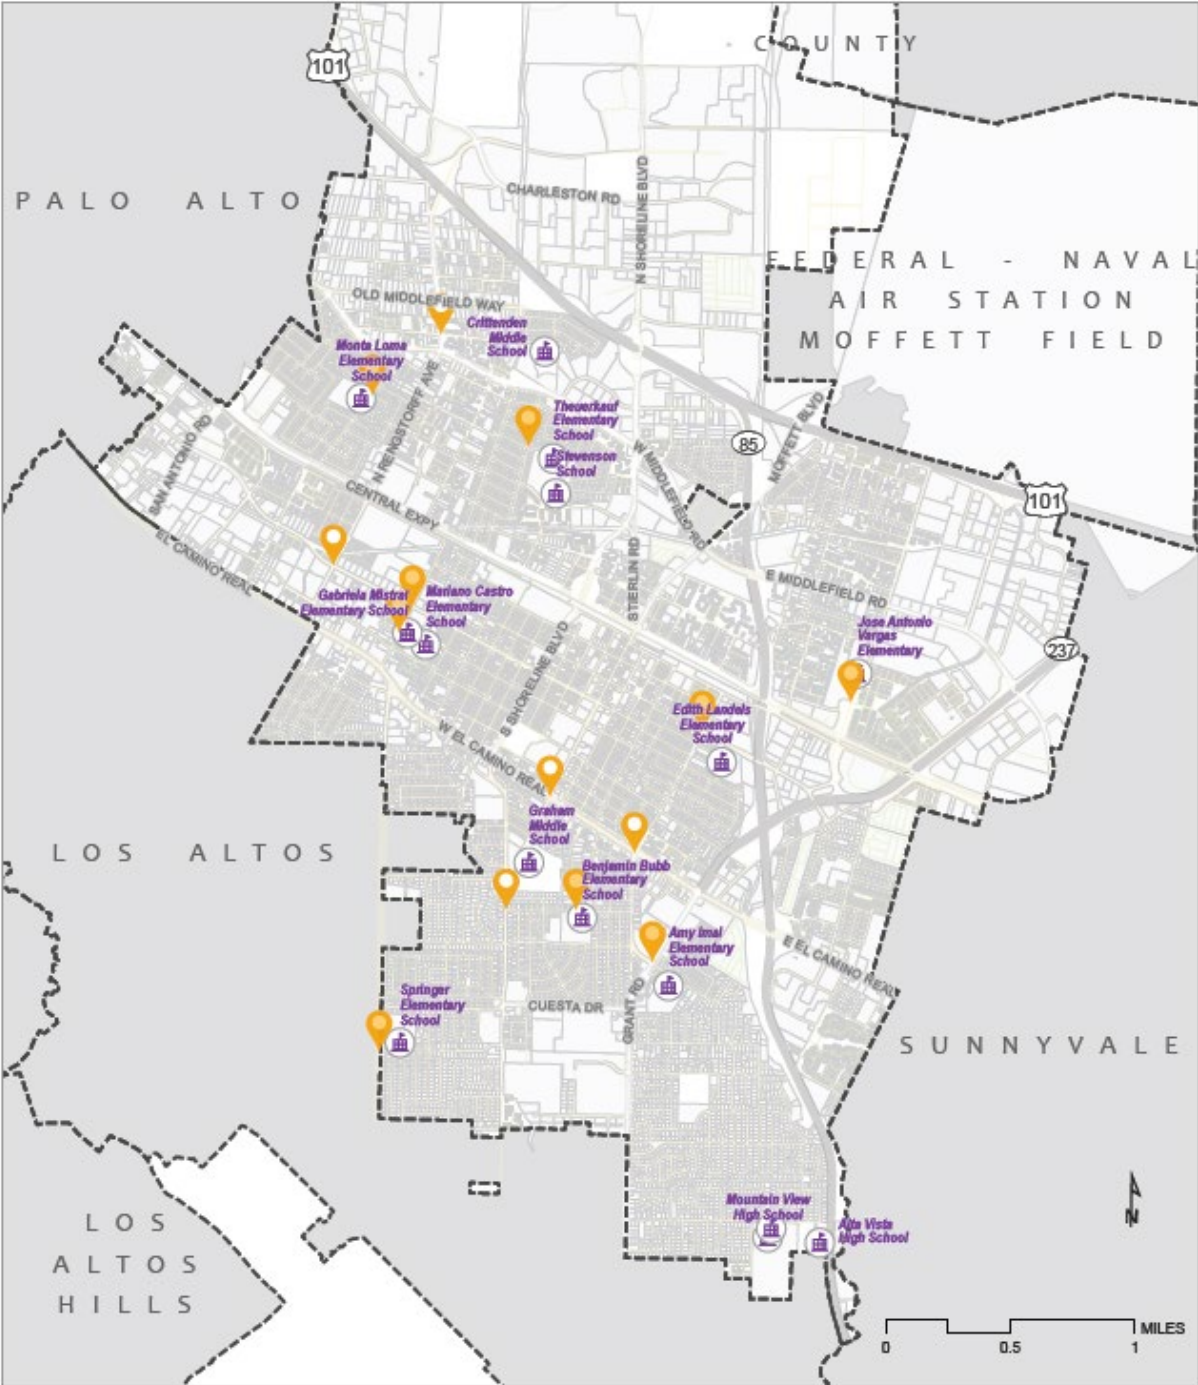 COUNTY
101
PALO ALTO
CHARLESTON RD
N SHORELINE BLVD
FEDERAL - NAVAL
AIR STATION
MOFFETT FIELD
OLD MIDDLEFIELD WAY
Crittenden
Middle
School
Monta Loma
Elementary
School
N RENGSTORFF AVE
Theuerkauf
Elementary
School
Stevenson
School
SAN ANTONIO RD
CENTRAL EXPY
W MIDDLEFIELD RD
85
MOFFETT BLVD
101
EL CAMINO REAL
STIERLIN RD
E MIDDLEFIELD RD
Gabriela Mistral
Elementary School
Mariano Castro
Elementary
School
Jose Antonio
Vargas
Elementary
237
S SHORELINE BLVD
Edith Landels
Elementary
School
W EL CAMINO REAL
Graham
Middle
School
LOS ALTOS
Benjamin Bubb
Elementary
School
Amy Imai
Elementary
School
E EL CAMINO REAL
Springer
Elementary
School
CUESTA DR
GRANT RD
SUNNYVALE
Mountain View
High School
Alta Vista
High School
LOS
ALTOS
HILLS
N
MILES
0 0.5 1